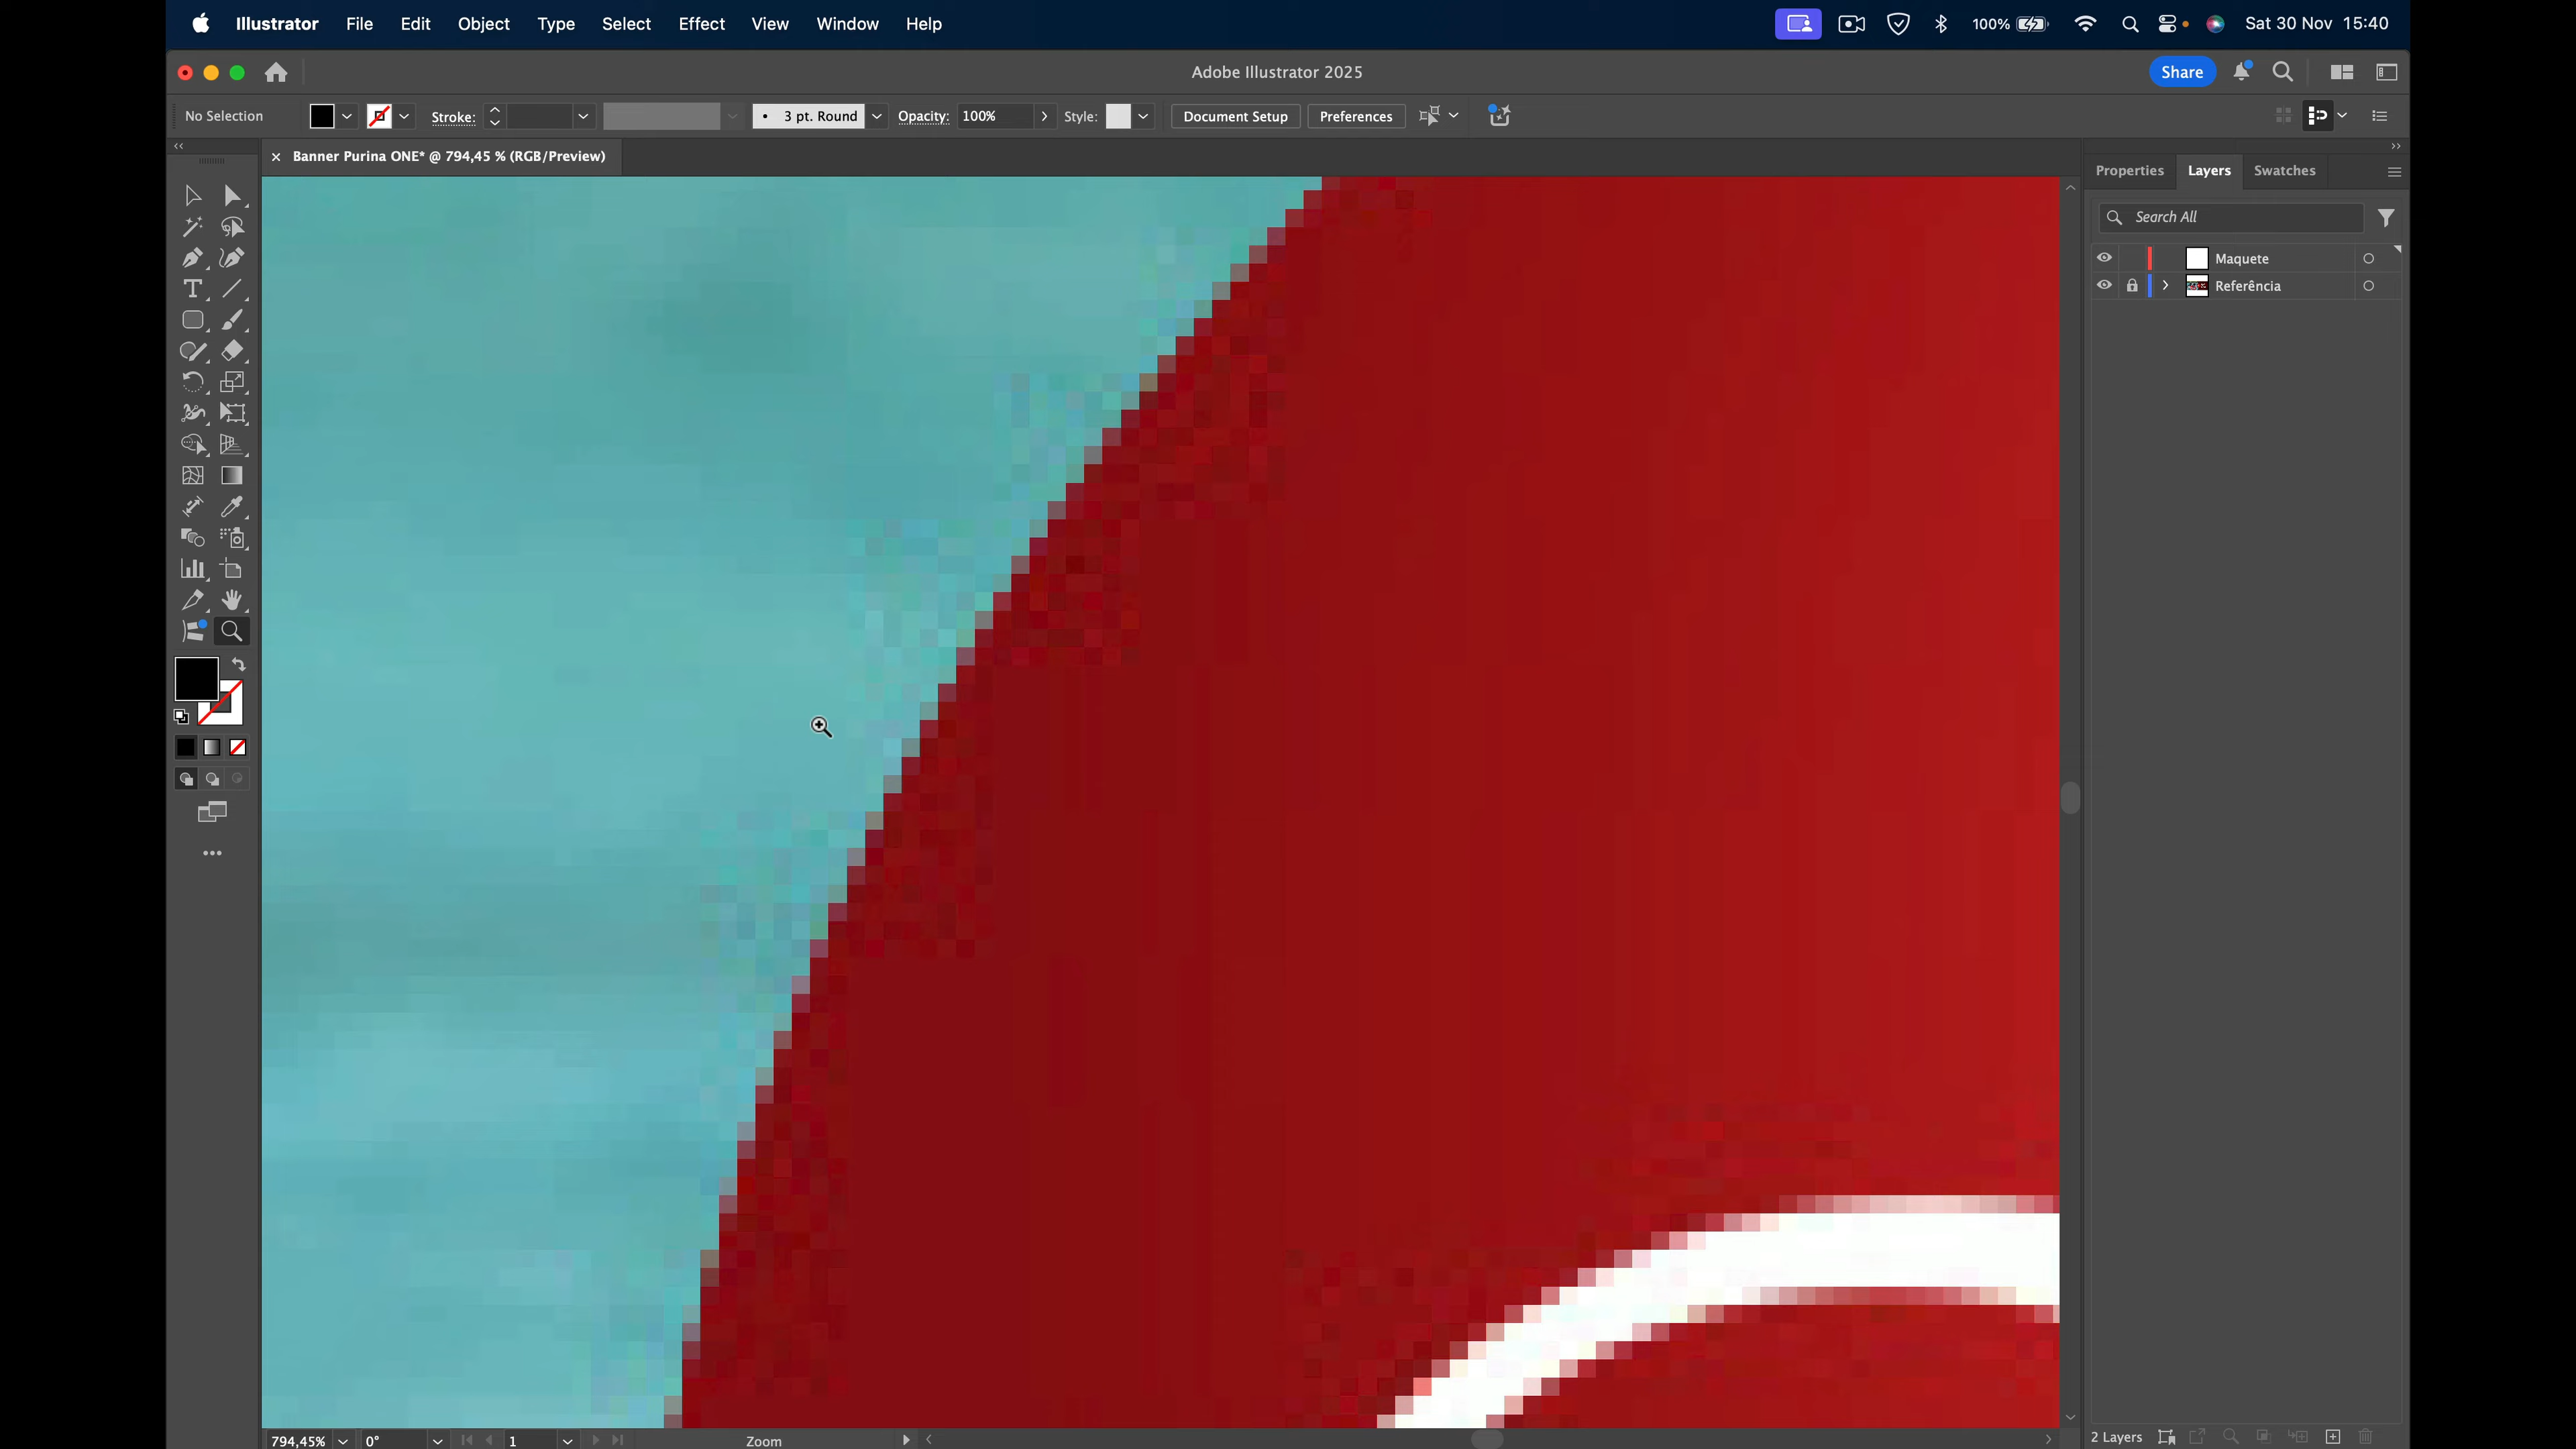 Illustrator File Edit Object Type Select Effect View Window Help 100% Sat 30 Nov 15:40
Adobe Illustrator 2025 Share
No Selection Stroke: 3 pt. Round Opacity: 100% Style: Document Setup Preferences
Banner Purina ONE* @ 794,45 % (RGB/Preview)
Properties Layers Swatches
Search All
Maquete
Referência
794,45% 0° 1 Zoom
2 Layers